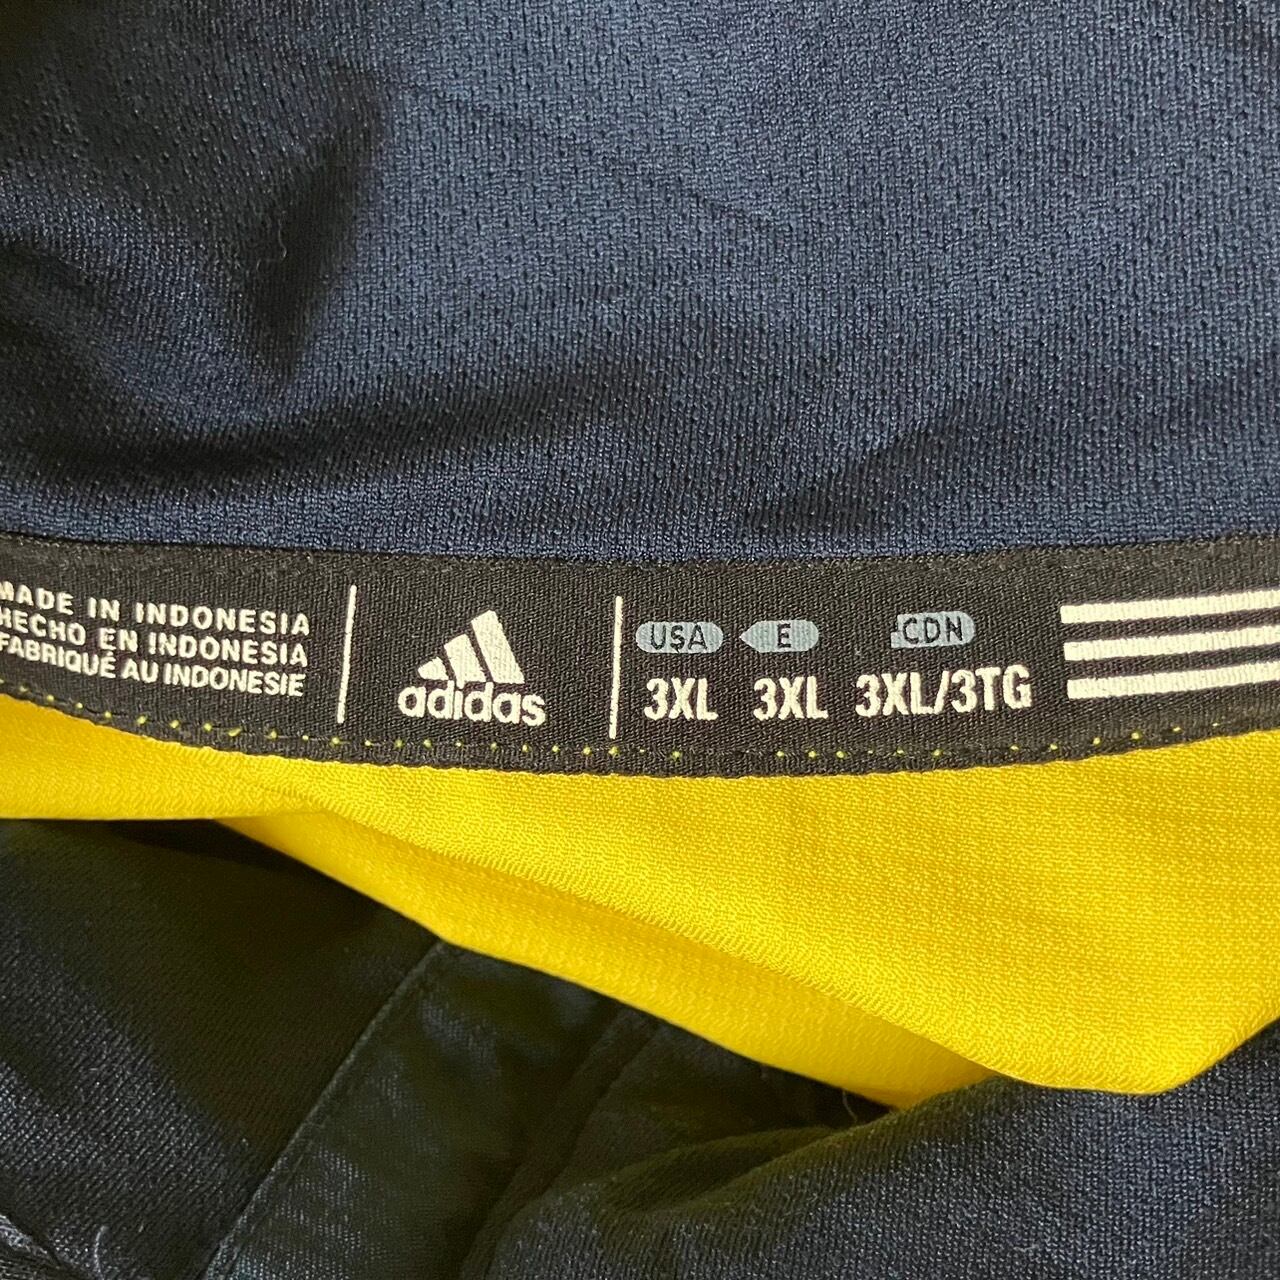 MADE IN INDONESIA
HECHO EN INDONESIA
FABRIQUÉ AU INDONESIE
adidas
USA E CDN
3XL 3XL 3XL/3TG